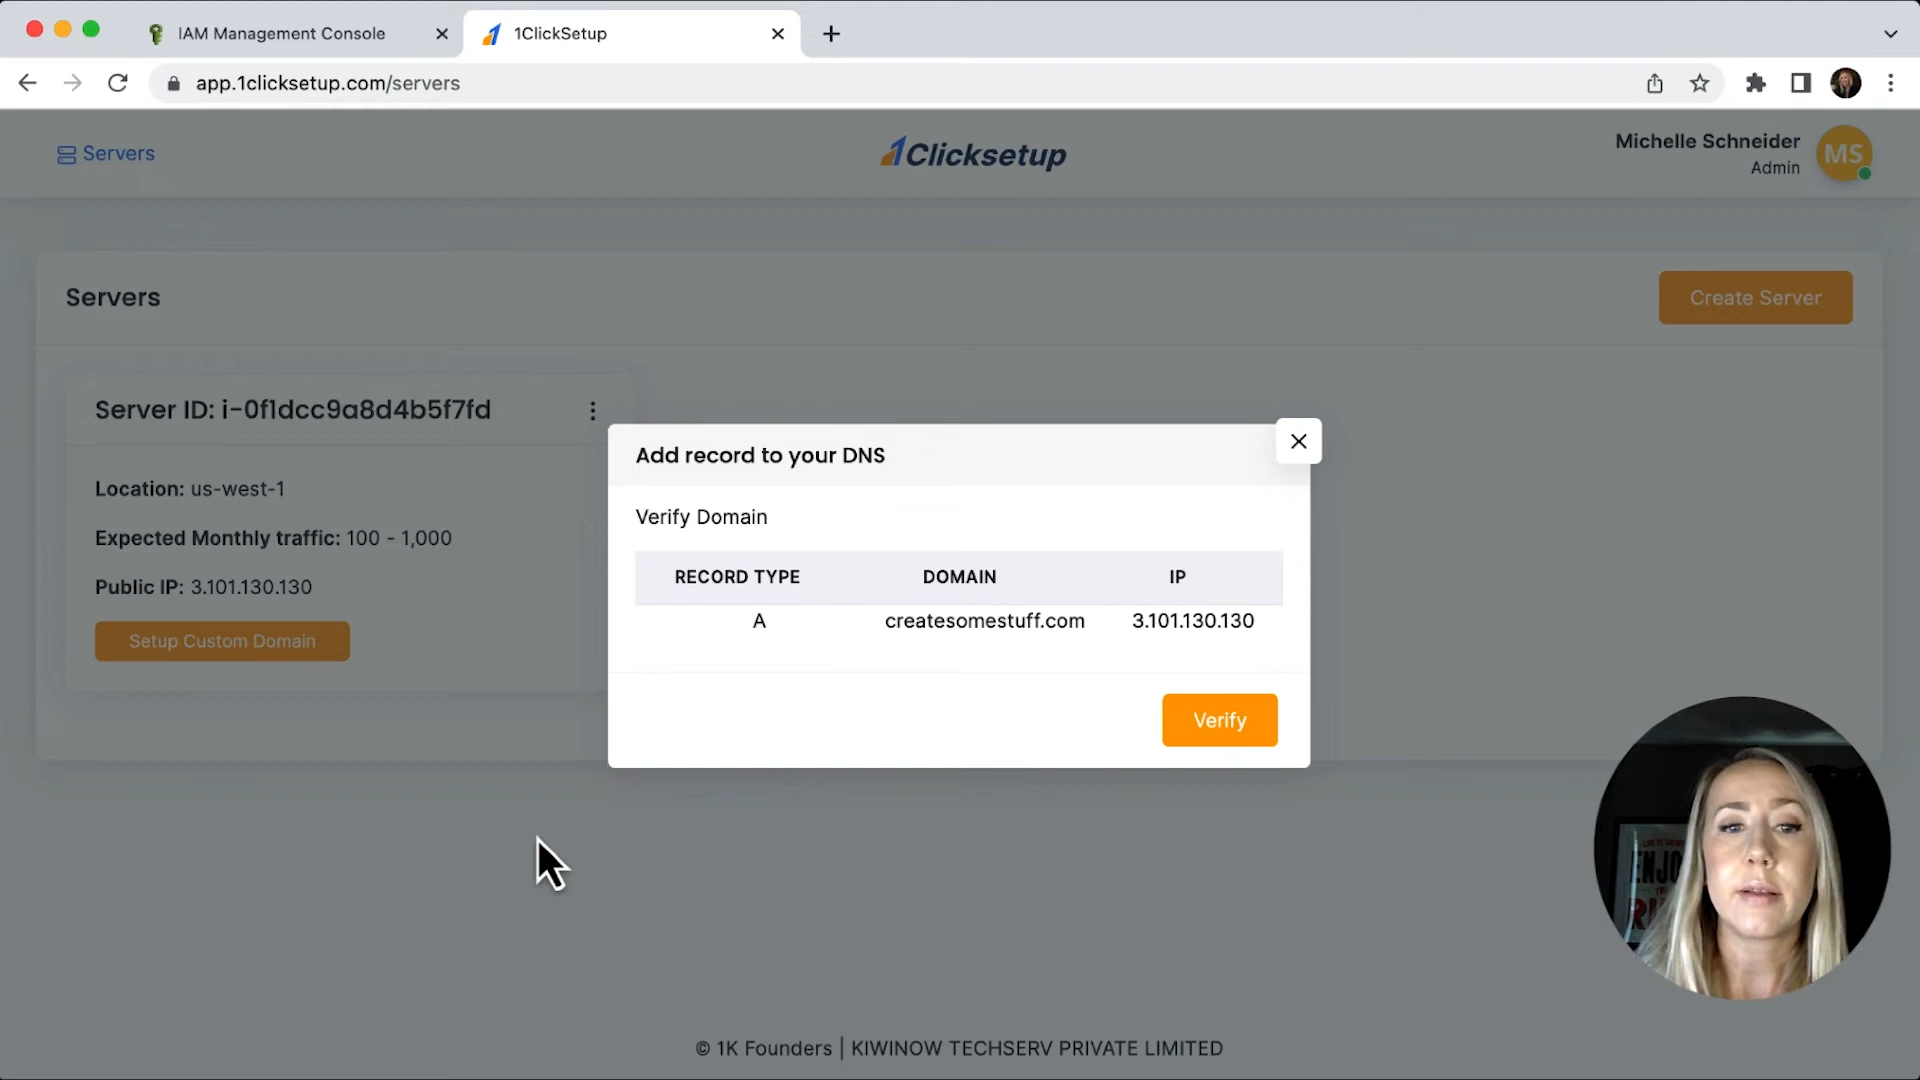 IAM Management Console
1ClickSetup
app.1clicksetup.com/servers
Servers
1Clicksetup
Michelle Schneider
Admin
MS
Servers
Create Server
Server ID: i-0f1dcc9a8d4b5f7fd
Location: us-west-1
Expected Monthly traffic: 100 - 1,000
Public IP: 3.101.130.130
Setup Custom Domain
Add record to your DNS
Verify Domain
RECORD TYPE DOMAIN IP
A createsomestuff.com 3.101.130.130
Verify
© 1K Founders | KIWINOW TECHSERV PRIVATE LIMITED